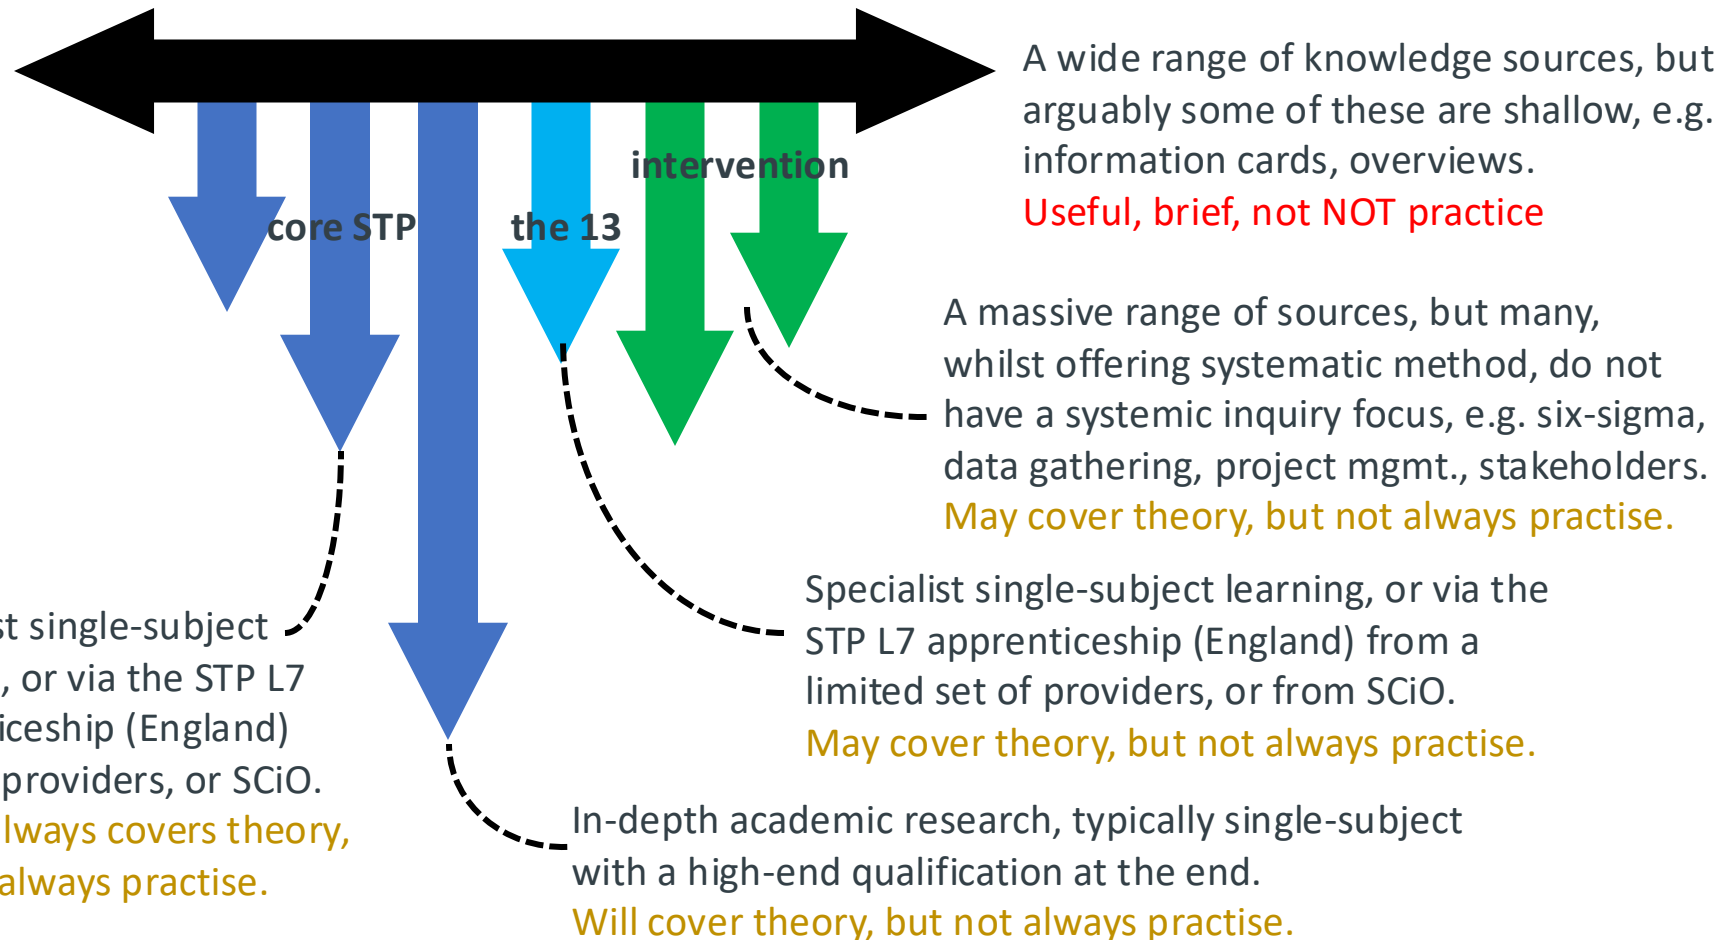 A wide range of knowledge sources, but
arguably some of these are shallow, e.g.
information cards, overviews.
Useful, brief, not NOT practice
intervention
core STP
the 13
A massive range of sources, but many,
whilst offering systematic method, do not
have a systemic inquiry focus, e.g. six-sigma,
data gathering, project mgmt., stakeholders.
May cover theory, but not always practise.
Specialist single-subject learning, or via the
STP L7 apprenticeship (England) from a
limited set of providers, or from SCiO.
May cover theory, but not always practise.
single-subject
, or via the STP L7
(England)
providers, or SCiO.
always covers theory,
always practise.
In-depth academic research, typically single-subject
with a high-end qualification at the end.
Will cover theory, but not always practise.